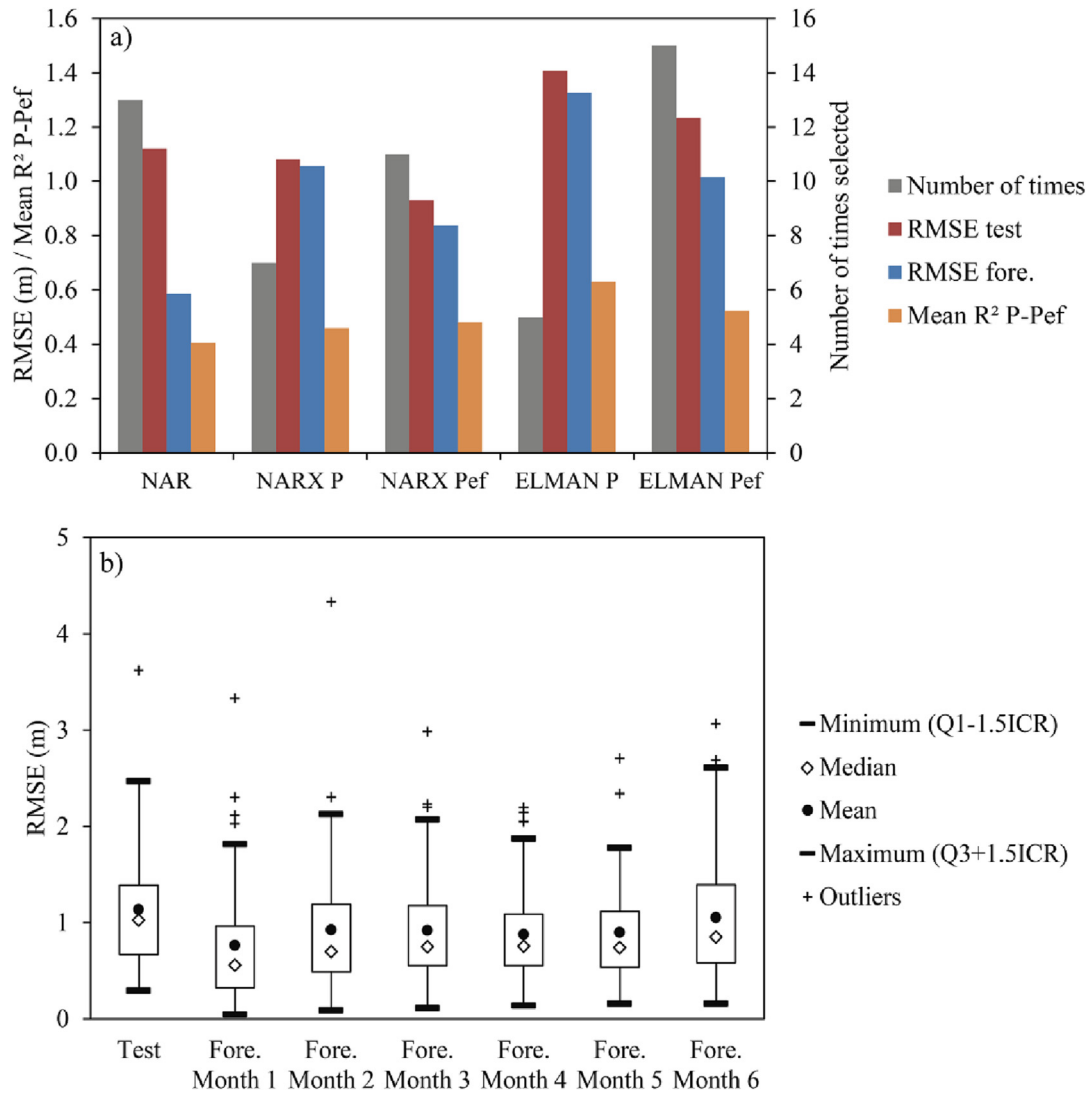 a)
RMSE (m) / Mean R² P-Pef
1.6
1.4
1.2
1.0
0.8
0.6
0.4
0.2
0.0
16
14
12
10
8
6
4
2
0
Number of times selected
NAR
NARX P
NARX Pef
ELMAN P
ELMAN Pef
Number of times
RMSE test
RMSE fore.
Mean R² P-Pef
b)
RMSE (m)
5
4
3
2
1
0
Test
Fore.
Month 1
Fore.
Month 2
Fore.
Month 3
Fore.
Month 4
Fore.
Month 5
Fore.
Month 6
Minimum (Q1-1.5ICR)
Median
Mean
Maximum (Q3+1.5ICR)
Outliers